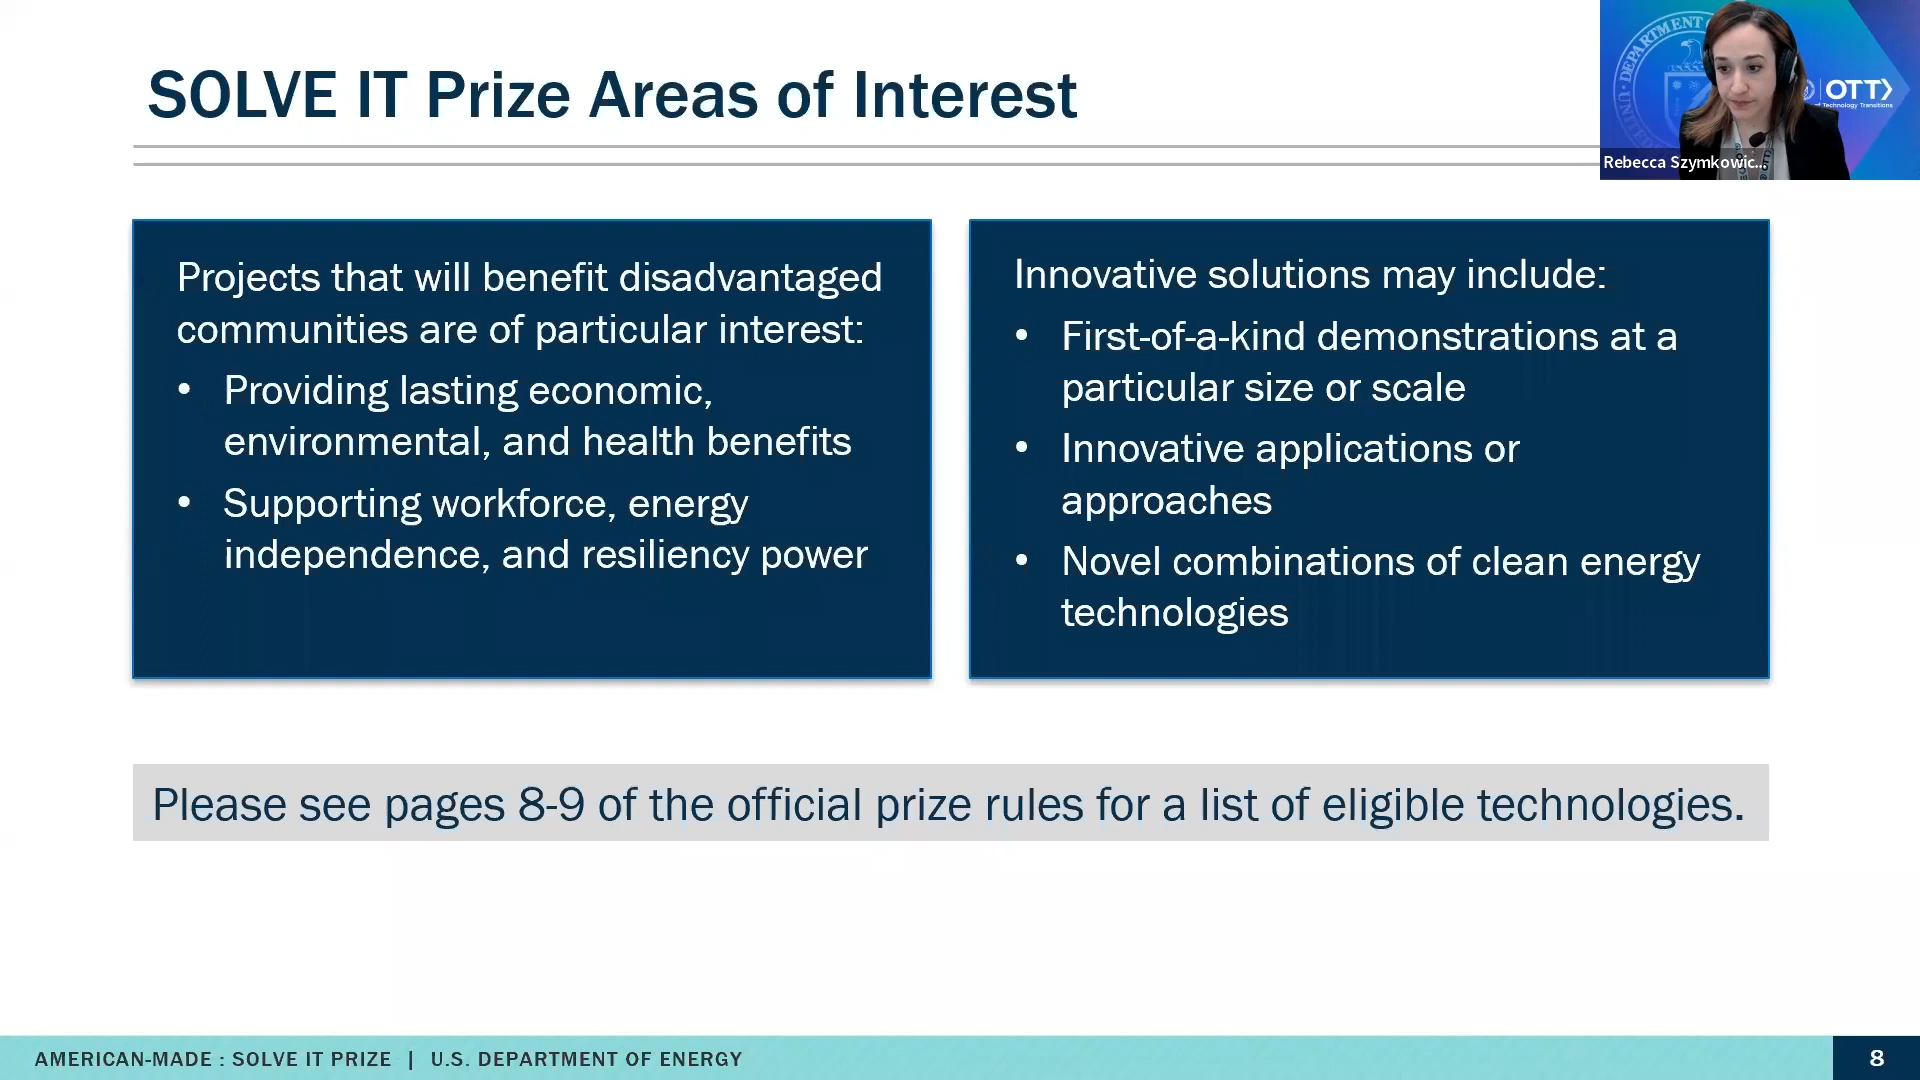 SOLVE IT Prize Areas of Interest
DEPARTMENT
UNITED
OTT
Technology Transitions
Rebecca Szymkowic...
Projects that will benefit disadvantaged
communities are of particular interest:
• Providing lasting economic,
environmental, and health benefits
• Supporting workforce, energy
independence, and resiliency power
Innovative solutions may include:
• First-of-a-kind demonstrations at a
particular size or scale
• Innovative applications or
approaches
• Novel combinations of clean energy
technologies
Please see pages 8-9 of the official prize rules for a list of eligible technologies.
AMERICAN-MADE : SOLVE IT PRIZE | U.S. DEPARTMENT OF ENERGY
8